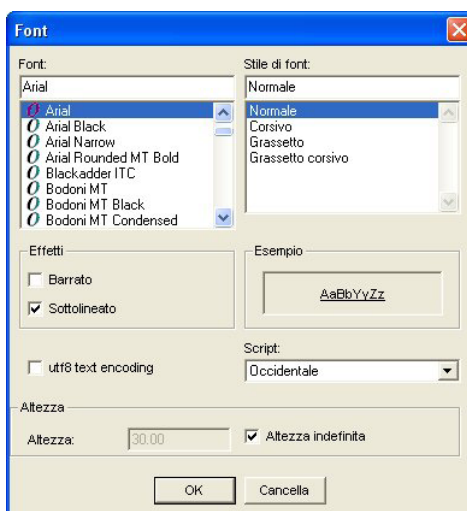 Font
Font:
Stile di font:
Arial
Normale
Arial
Arial Black
Arial Narrow
Arial Rounded MT Bold
Blackadder ITC
Bodoni MT
Bodoni MT Black
Bodoni MT Condensed
Normale
Corsivo
Grassetto
Grassetto corsivo
Effetti
Barrato
Sottolineato
Esempio
AaBbYyZz
utf8 text encoding
Script:
Occidentale
Altezza
Altezza:
30.00
Altezza indefinita
OK
Cancella